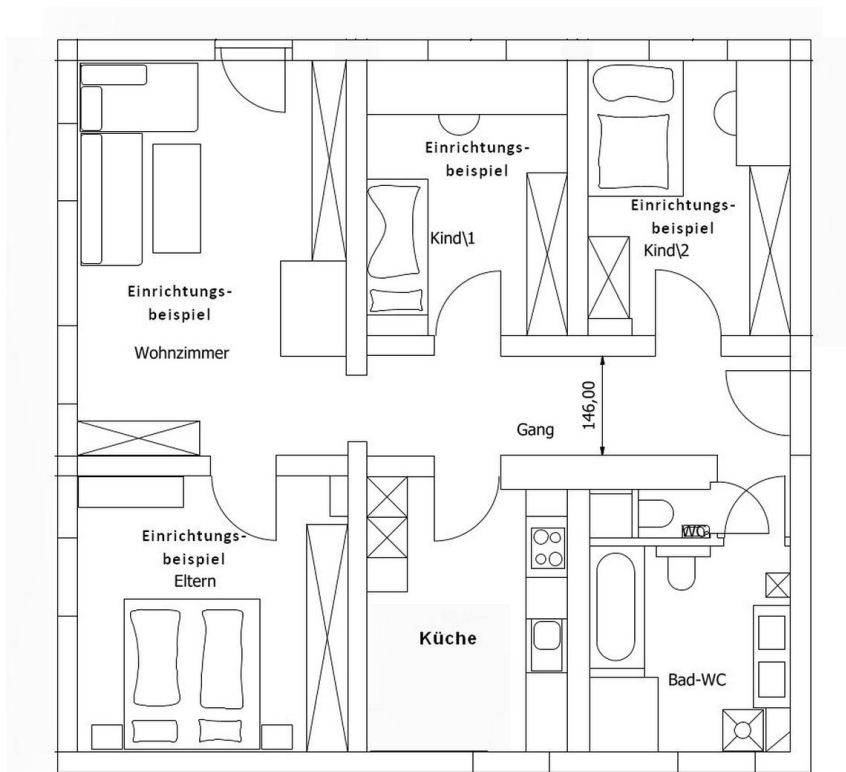 Einrichtungs-
beispiel
Kind\1
Einrichtungs-
beispiel
Kind\2
Einrichtungs-
beispiel
Wohnzimmer
146,00
Gang
WC
Einrichtungs-
beispiel
Eltern
Küche
Bad-WC